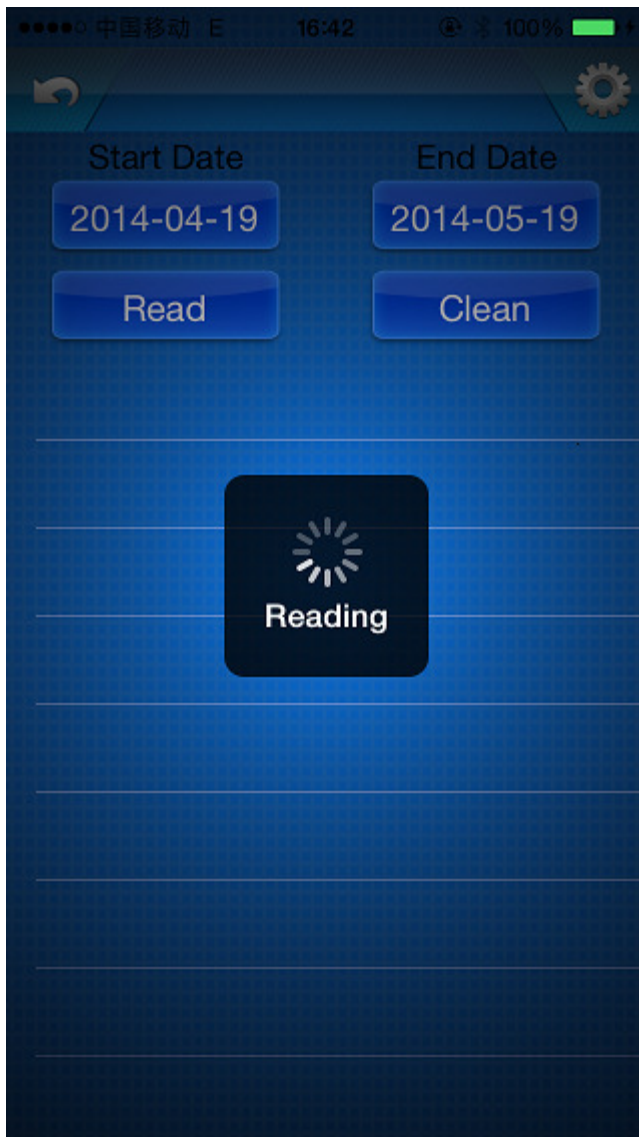 中国移动 E 16:42 100%
Start Date End Date
2014-04-19 2014-05-19
Read Clean
Reading